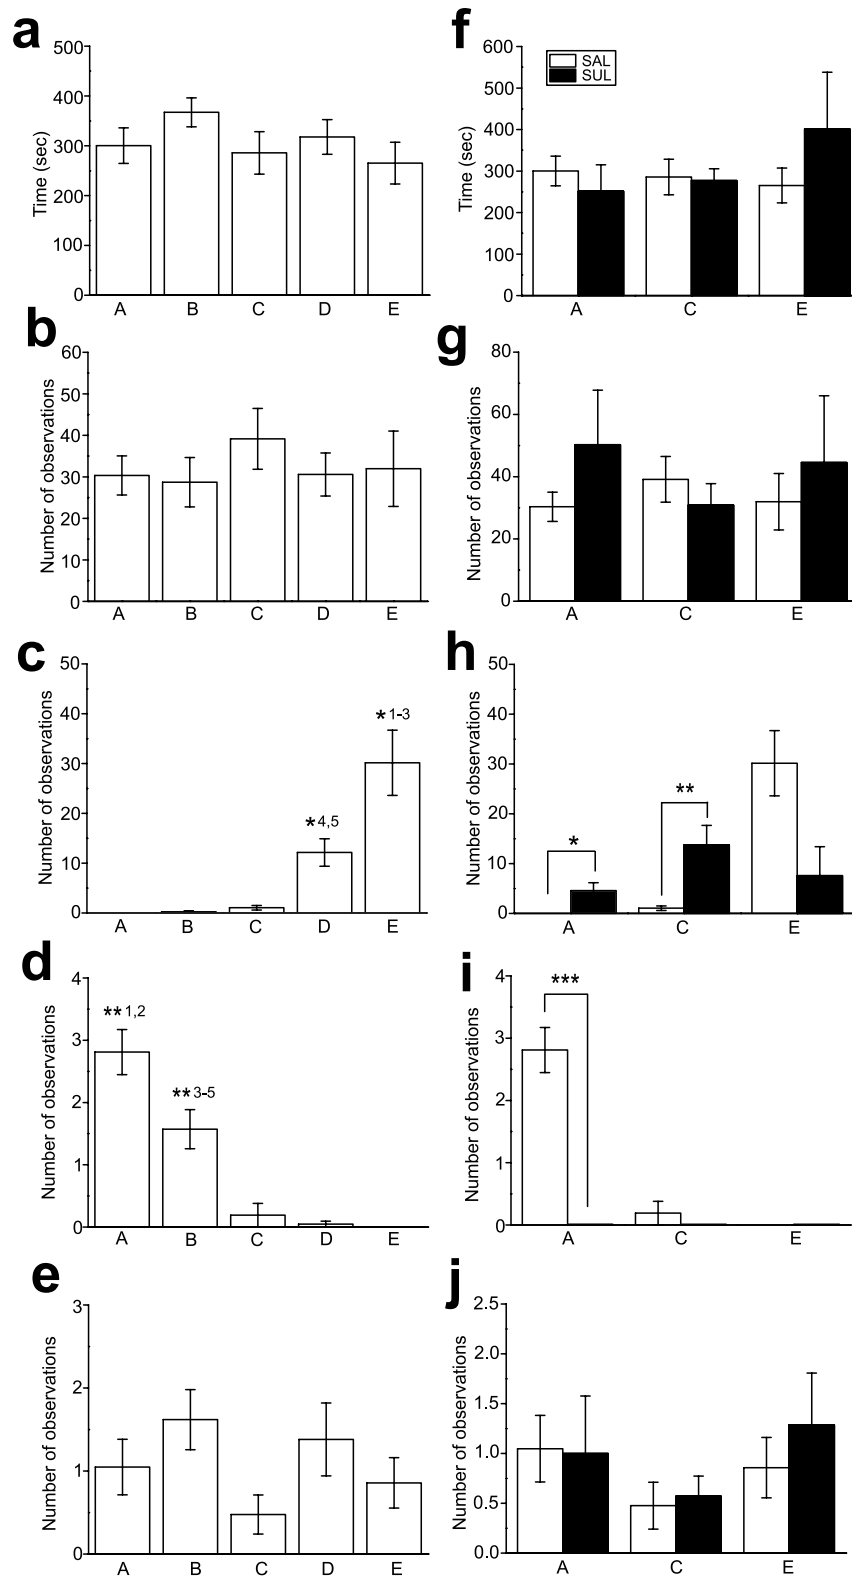 a
500
400
300
200
100
0
Time (sec)
A B C D E
f
600
500
400
300
200
100
0
Time (sec)
SAL
SUL
A C E
b
60
50
40
30
20
10
0
Number of observations
A B C D E
g
80
60
40
20
0
Number of observations
A C E
c
50
40
30
20
10
0
Number of observations
*4,5
*1-3
A B C D E
h
50
40
30
20
10
0
Number of observations
*
**
A C E
d
4
3
2
1
0
Number of observations
**1,2
**3-5
A B C D E
i
4
3
2
1
0
Number of observations
***
A C E
e
3
2
1
0
Number of observations
A B C D E
j
2.5
2.0
1.5
1.0
0.5
0.0
Number of observations
A C E